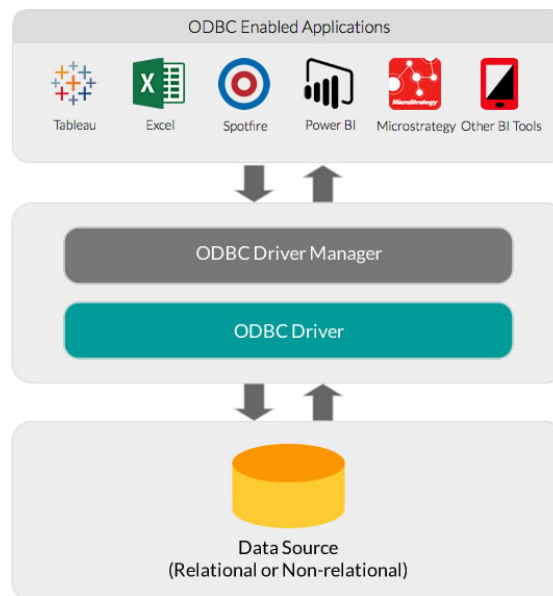 ODBC Enabled Applications
Tableau
Excel
Spotfire
Power BI
MicroStrategy
Microstrategy
Other BI Tools
ODBC Driver Manager
ODBC Driver
Data Source
(Relational or Non-relational)